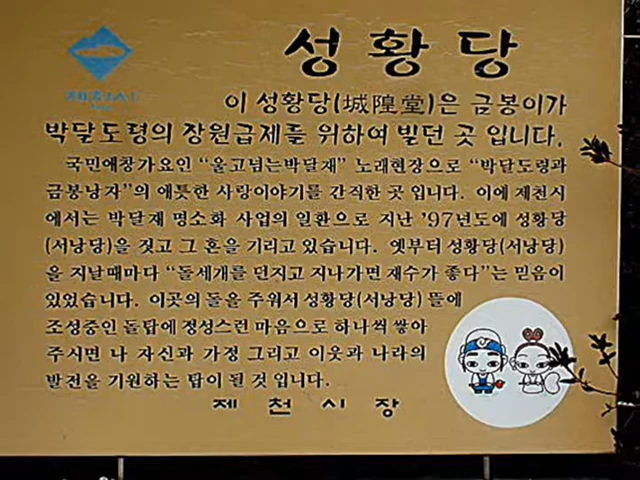 제천시
성황당
이 성황당(城隍堂)은 금봉이가
박달도령의 장원급제를 위하여 빌던 곳 입니다.
국민애창가요인 “울고넘는박달재” 노래현장으로 “박달도령과
금봉낭자”의 애틋한 사랑이야기를 간직한 곳 입니다. 이에 제천시
에서는 박달재 명소화 사업의 일환으로 지난 '97년도에 성황당
(서낭당)을 짓고 그 혼을 기리고 있습니다. 옛부터 성황당(서낭당)
을 지날때마다 “돌세개를 던지고 지나가면 재수가 좋다”는 믿음이
있었습니다. 이곳의 돌을 주워서 성황당(서낭당) 뜰에
조성중인 돌탑에 정성스런 마음으로 하나씩 쌓아
주시면 나 자신과 가정 그리고 이웃과 나라의
발전을 기원하는 탑이 될 것 입니다.
제 천 시 장